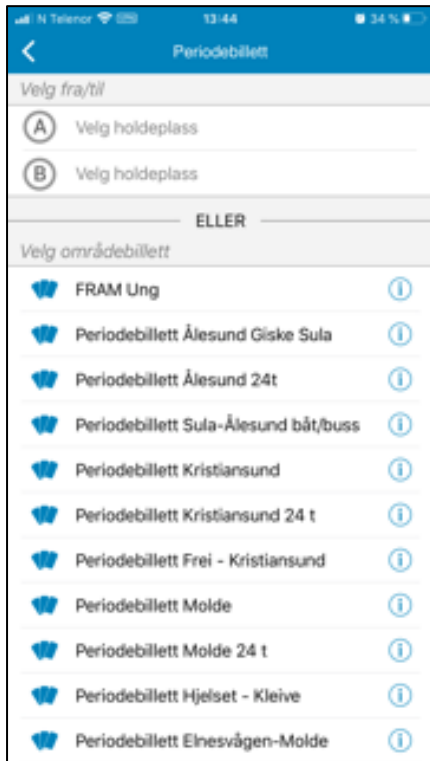 N Telenor
13:44
34 %
Periodebillett
Velg fra/til
A Velg holdeplass
B Velg holdeplass
ELLER
Velg områdebillett
FRAM Ung
Periodebillett Ålesund Giske Sula
Periodebillett Ålesund 24t
Periodebillett Sula-Ålesund båt/buss
Periodebillett Kristiansund
Periodebillett Kristiansund 24 t
Periodebillett Frei - Kristiansund
Periodebillett Molde
Periodebillett Molde 24 t
Periodebillett Hjelset - Kleive
Periodebillett Elnesvågen-Molde